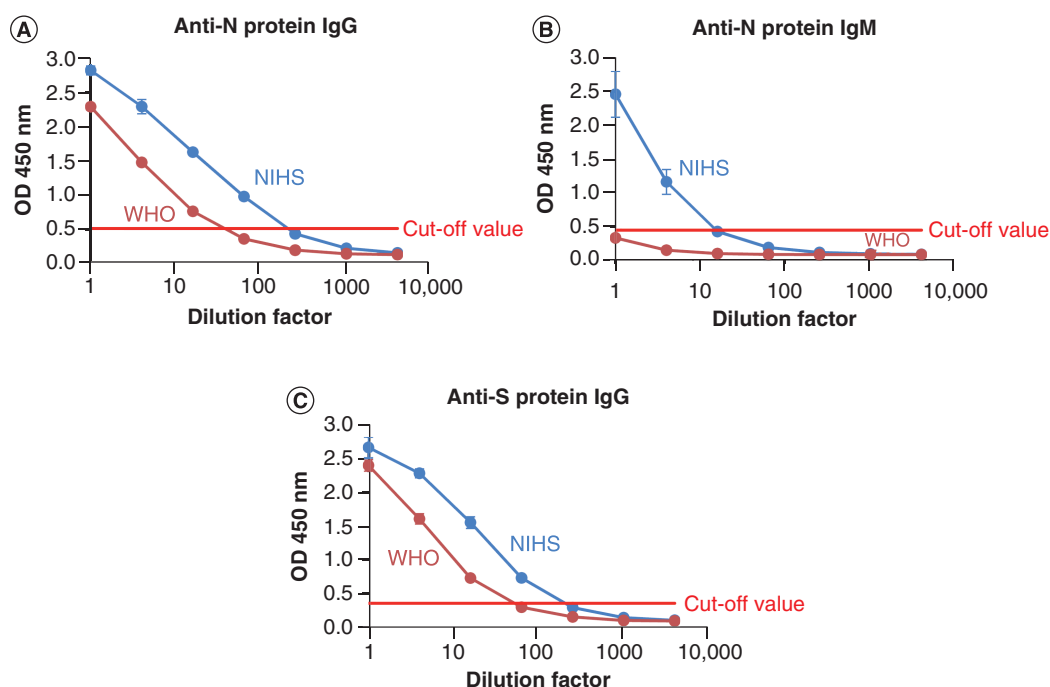 A
Anti-N protein IgG
3.0
2.5
2.0
1.5
1.0
0.5
0.0
OD 450 nm
NIHS
WHO
Cut-off value
1
10
100
1000
10,000
Dilution factor
B
Anti-N protein IgM
3.0
2.5
2.0
1.5
1.0
0.5
0.0
OD 450 nm
NIHS
Cut-off value
WHO
1
10
100
1000
10,000
Dilution factor
C
Anti-S protein IgG
3.0
2.5
2.0
1.5
1.0
0.5
0.0
OD 450 nm
NIHS
WHO
Cut-off value
1
10
100
1000
10,000
Dilution factor